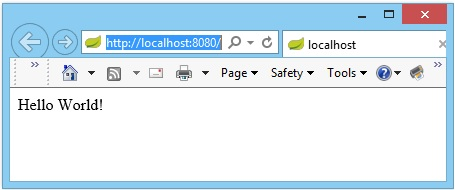 http://localhost:8080/
localhost
Page Safety Tools
Hello World!